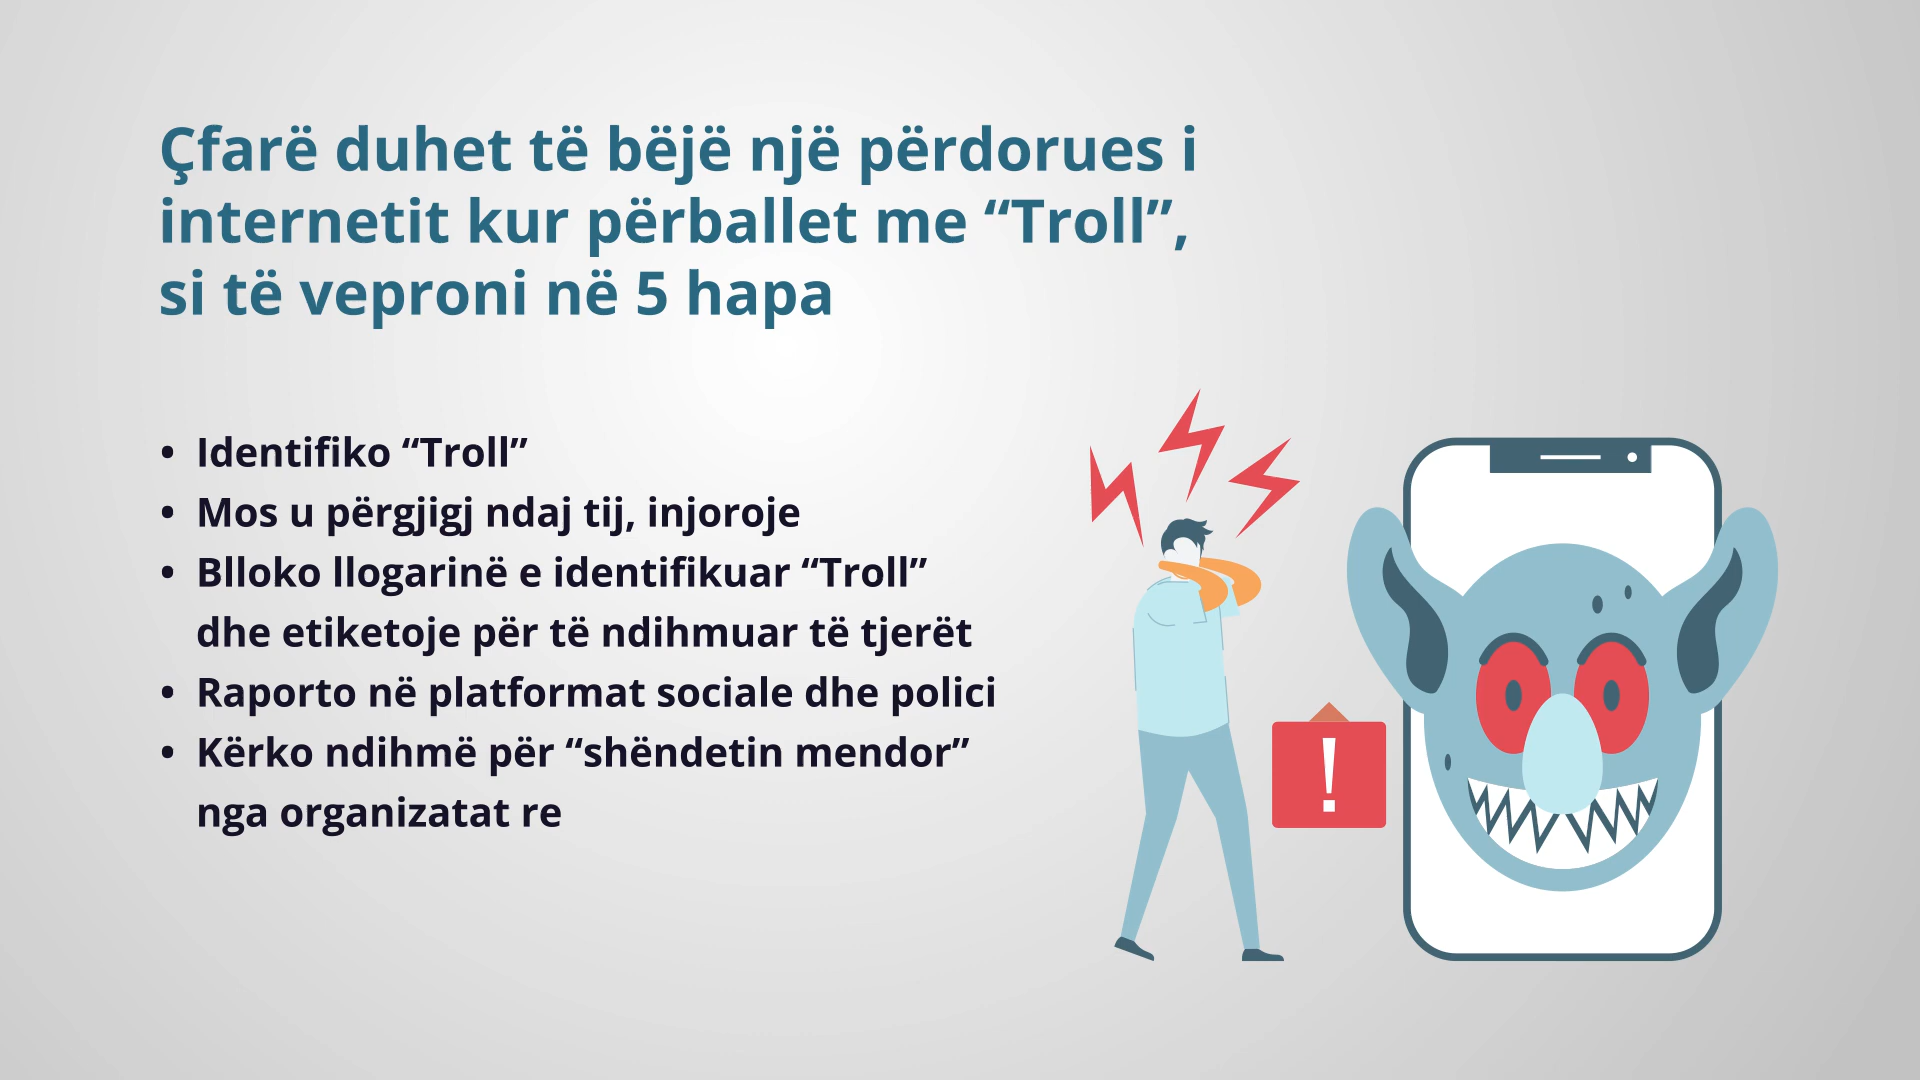 Çfarë duhet të bëjë një përdorues i
internetit kur përballet me “Troll”,
si të veproni në 5 hapa
• Identifiko “Troll”
• Mos u përgjigj ndaj tij, injoroje
• Blloko llogarinë e identifikuar “Troll”
dhe etiketoje për të ndihmuar të tjerët
• Raporto në platformat sociale dhe polici
• Kërko ndihmë për “shëndetin mendor”
nga organizatat re
!